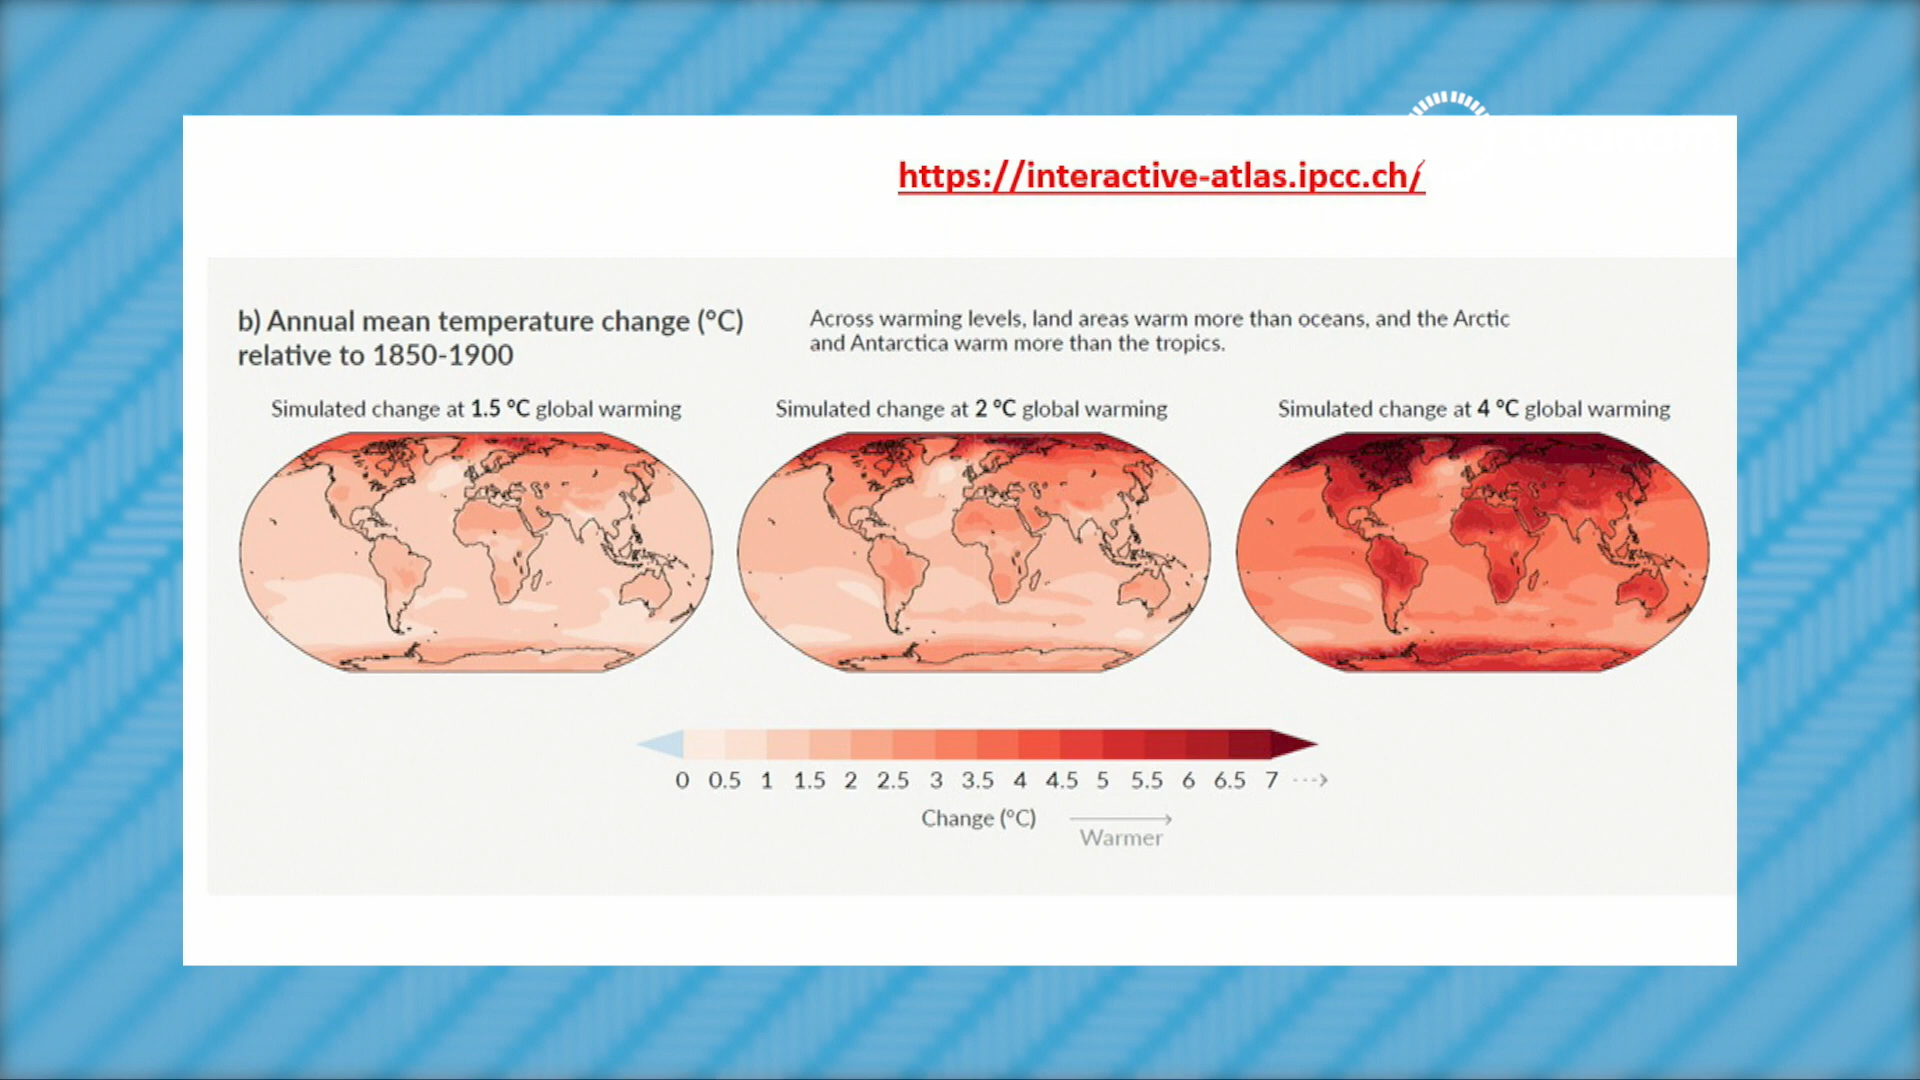 https://interactive-atlas.ipcc.ch/
b) Annual mean temperature change (°C)
relative to 1850-1900
Across warming levels, land areas warm more than oceans, and the Arctic
and Antarctica warm more than the tropics.
Simulated change at 1.5 °C global warming
Simulated change at 2 °C global warming
Simulated change at 4 °C global warming
0 0.5 1 1.5 2 2.5 3 3.5 4 4.5 5 5.5 6 6.5 7
Change (°C)
Warmer